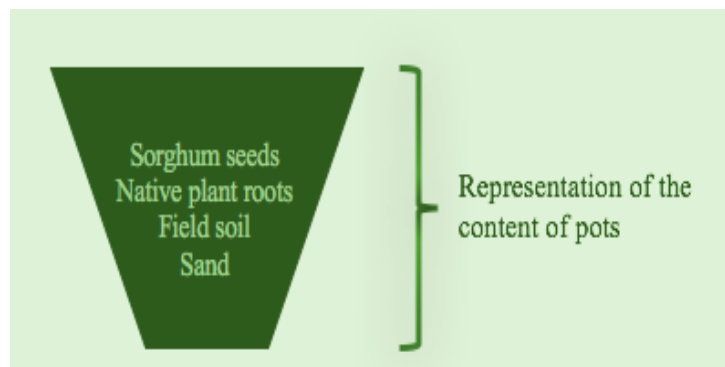 Sorghum seeds
Native plant roots
Field soil
Sand
Representation of the
content of pots